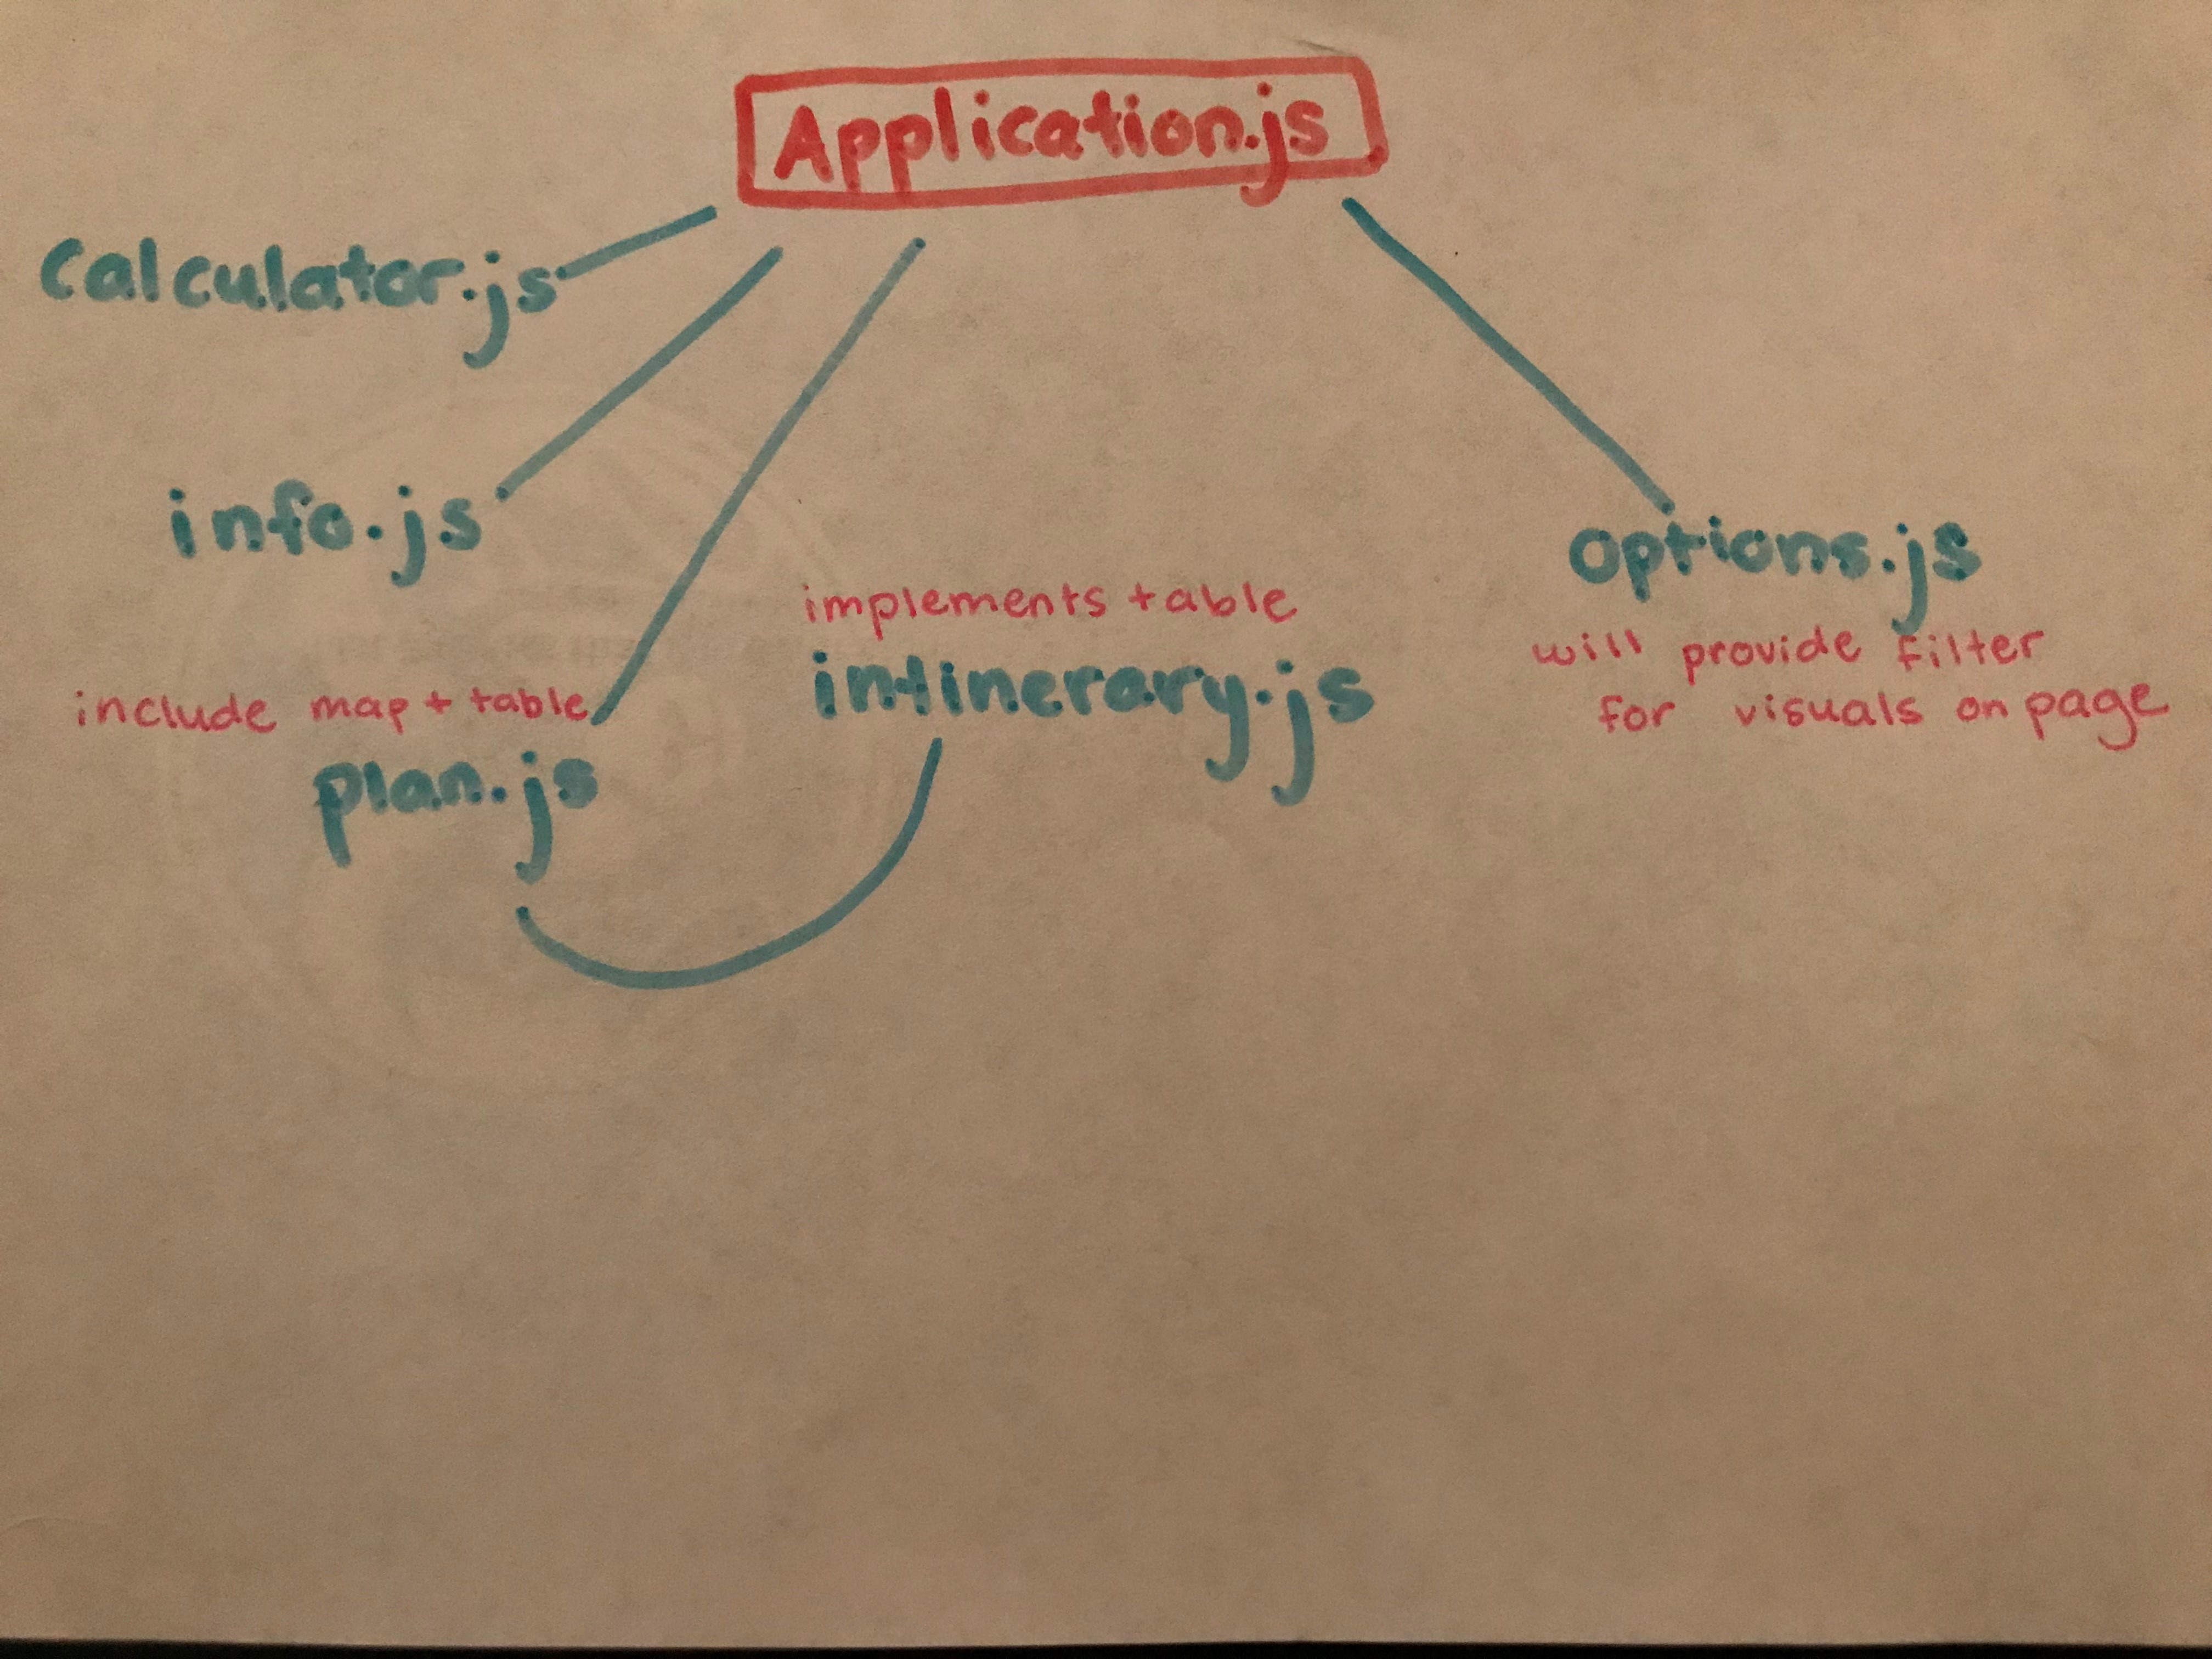 Application.js
Calculator.js
info.js
options.js
implements table
will provide filter
for visuals on page
intinerary.js
include map + table
plan.js